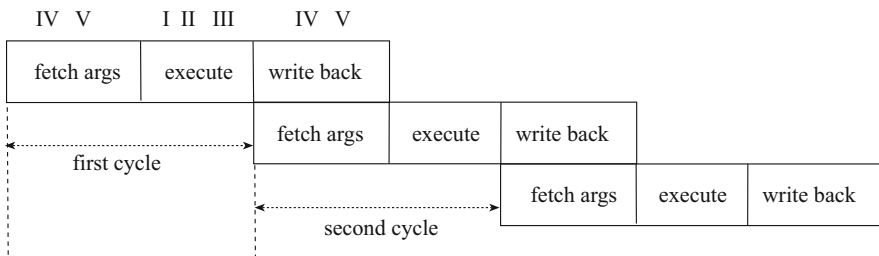 IV V I II III IV V
fetch args execute write back
fetch args execute write back
first cycle
fetch args execute write back
second cycle